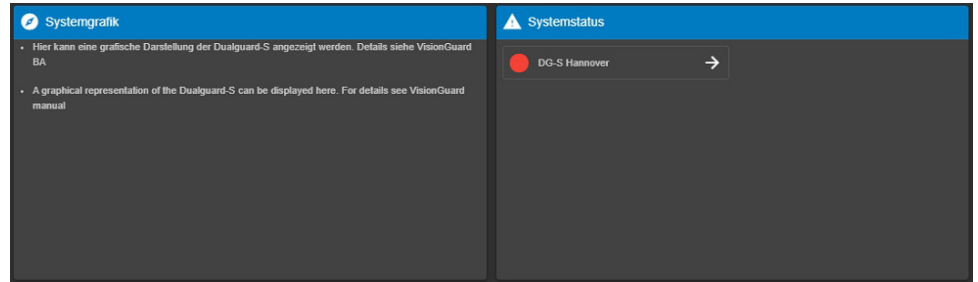 Systemgrafik
• Hier kann eine grafische Darstellung der Dualguard-S angezeigt werden. Details siehe VisionGuard
BA
• A graphical representation of the Dualguard-S can be displayed here. For details see VisionGuard
manual
Systemstatus
DG-S Hannover